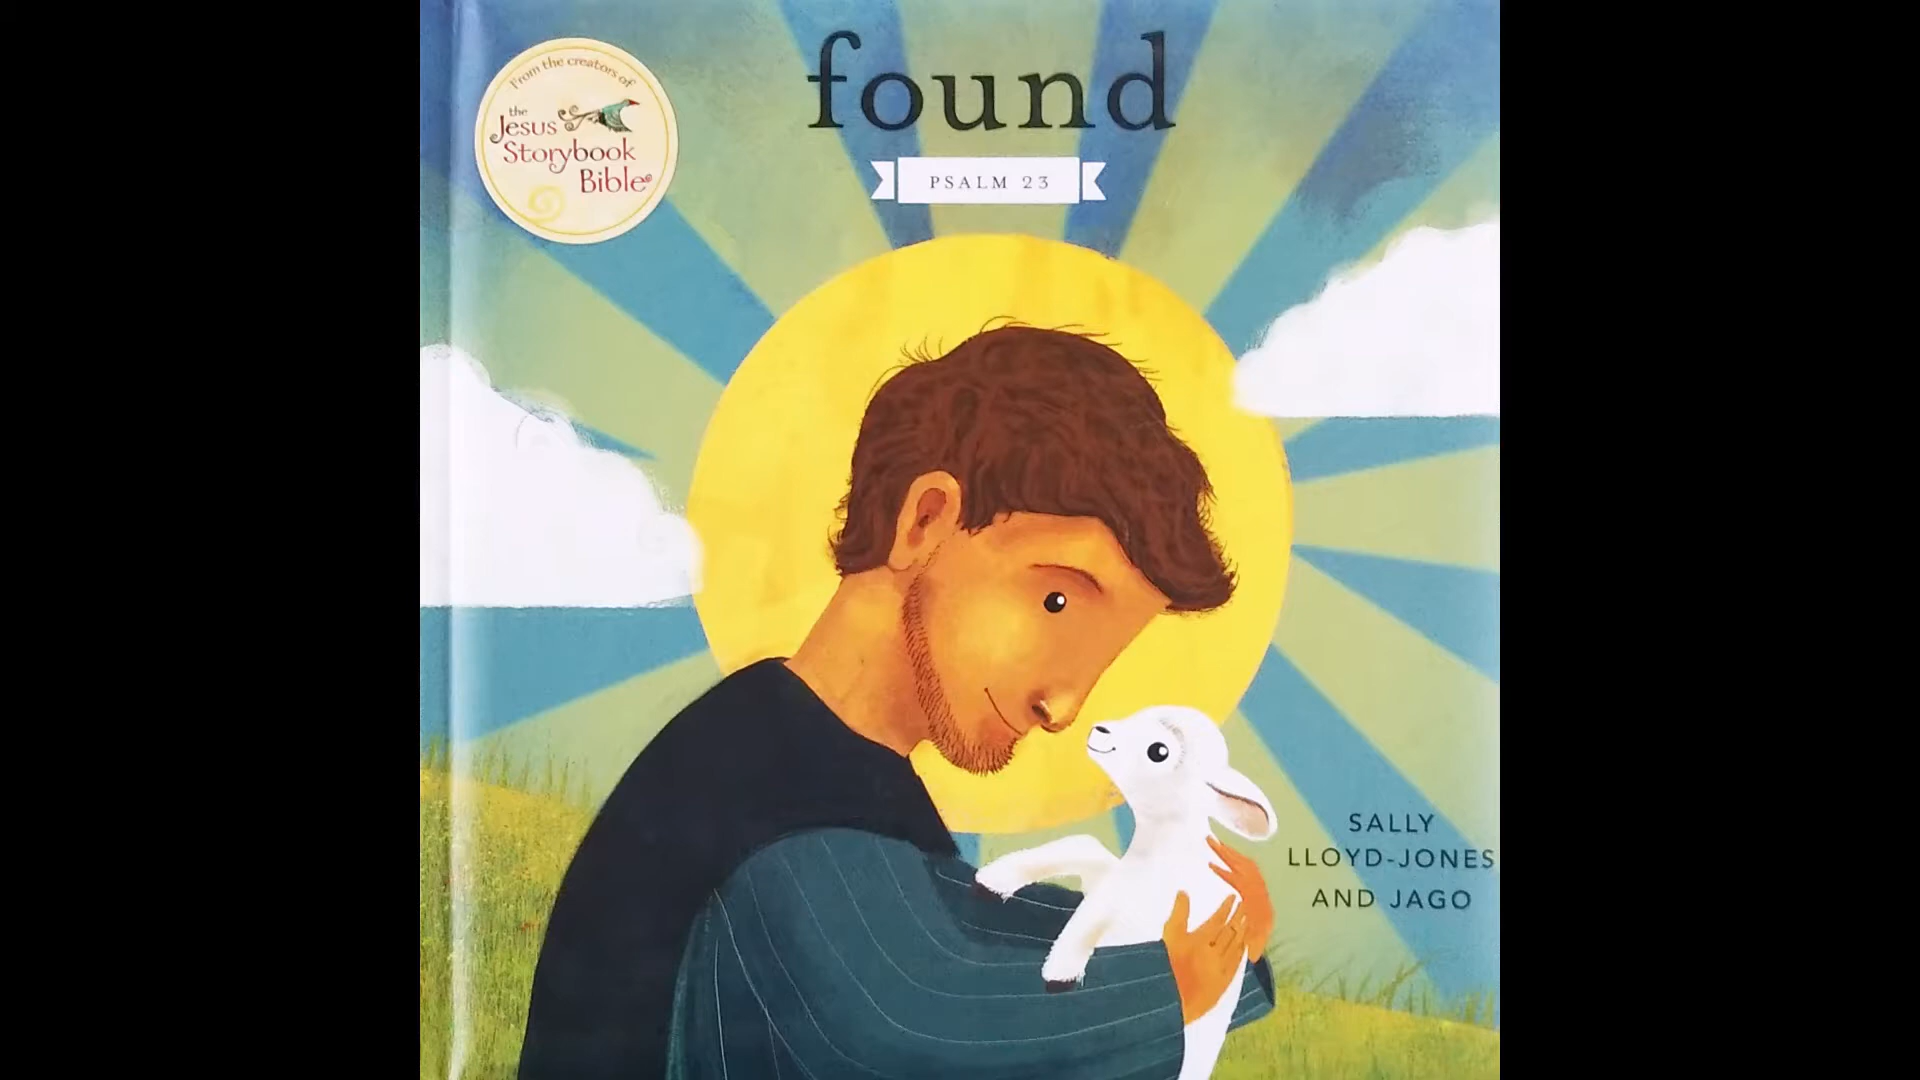 From the creators of
the
Jesus
Storybook
Bible
found
PSALM 23
SALLY
LLOYD-JONES
AND JAGO